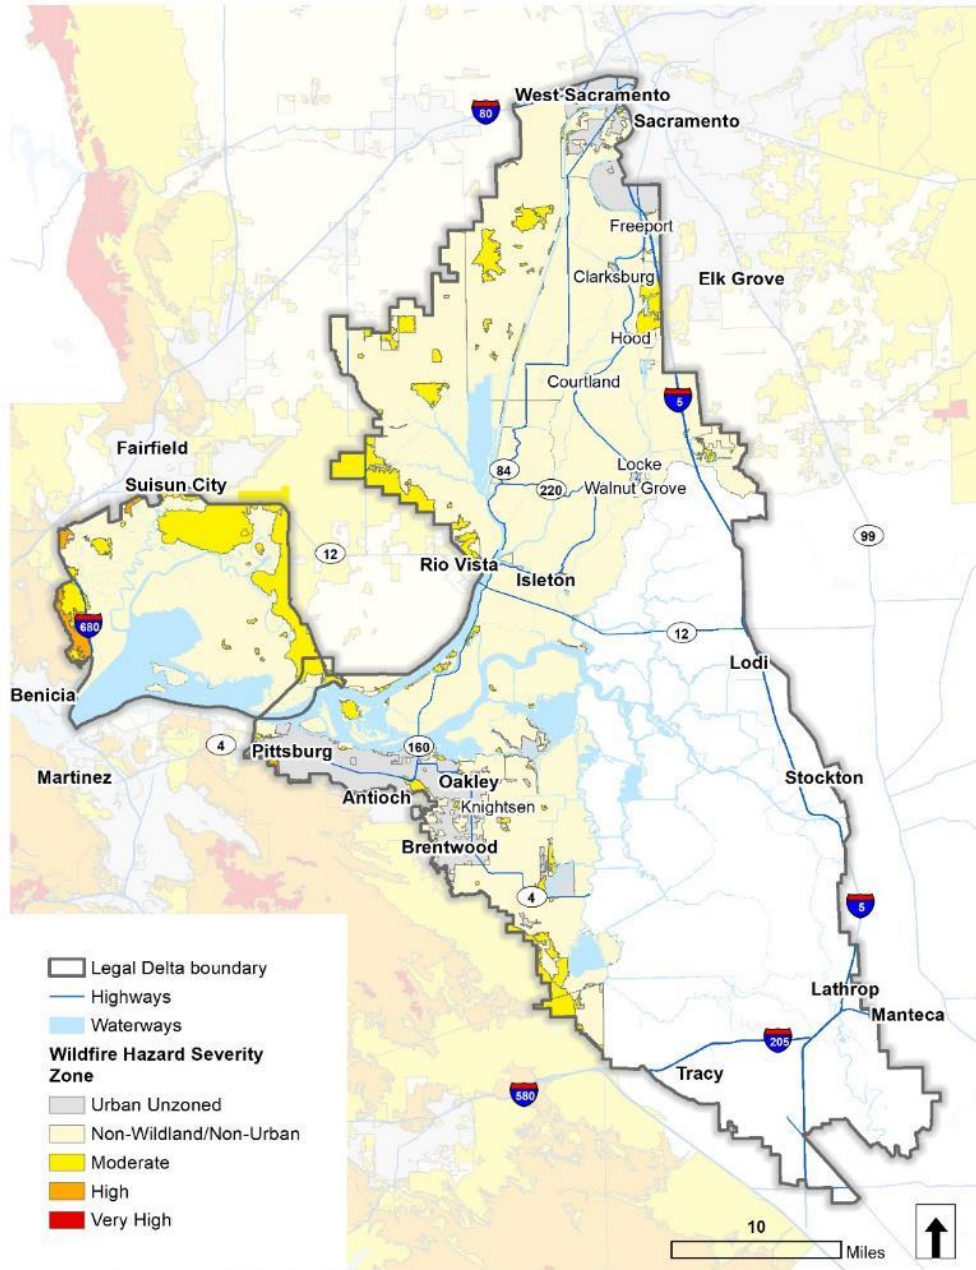 West Sacramento
80
Sacramento
Freeport
Clarksburg
Elk Grove
Hood
Courtland
5
Fairfield
Suisun City
84
Locke
220
Walnut Grove
12
99
Rio Vista
Isleton
680
12
Lodi
Benicia
4
Pittsburg
160
Martinez
Antioch
Oakley
Stockton
Knightsen
Brentwood
4
5
Legal Delta boundary
Highways
Waterways
Wildfire Hazard Severity
Zone
Urban Unzoned
Non-Wildland/Non-Urban
Moderate
High
Very High
Lathrop
Manteca
205
Tracy
580
10
Miles